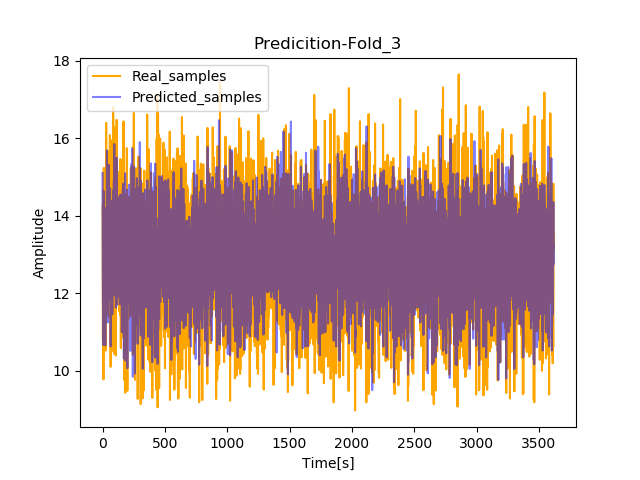 Predicition-Fold_3
Real_samples
Predicted_samples
Amplitude
18
16
14
12
10
0 500 1000 1500 2000 2500 3000 3500
Time[s]